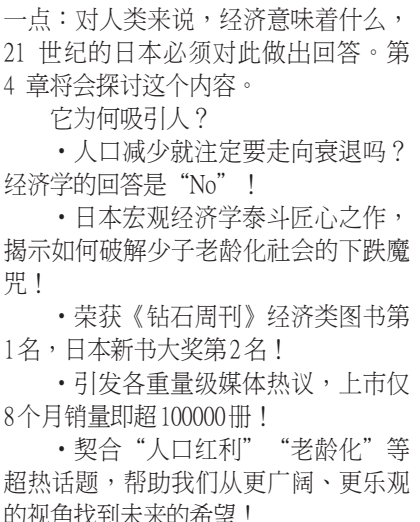 一点：对人类来说，经济意味着什么，
21 世纪的日本必须对此做出回答。第
4 章将会探讨这个内容。
它为何吸引人？
・人口减少就注定要走向衰退吗？
经济学的回答是“No”！
・日本宏观经济学泰斗匠心之作，
揭示如何破解少子老龄化社会的下跌魔
咒！
・荣获《钻石周刊》经济类图书第
1名，日本新书大奖第2名！
・引发各重量级媒体热议，上市仅
8个月销量即超100000册！
・契合“人口红利”“老龄化”等
超热话题，帮助我们从更广阔、更乐观
的视角找到未来的希望！